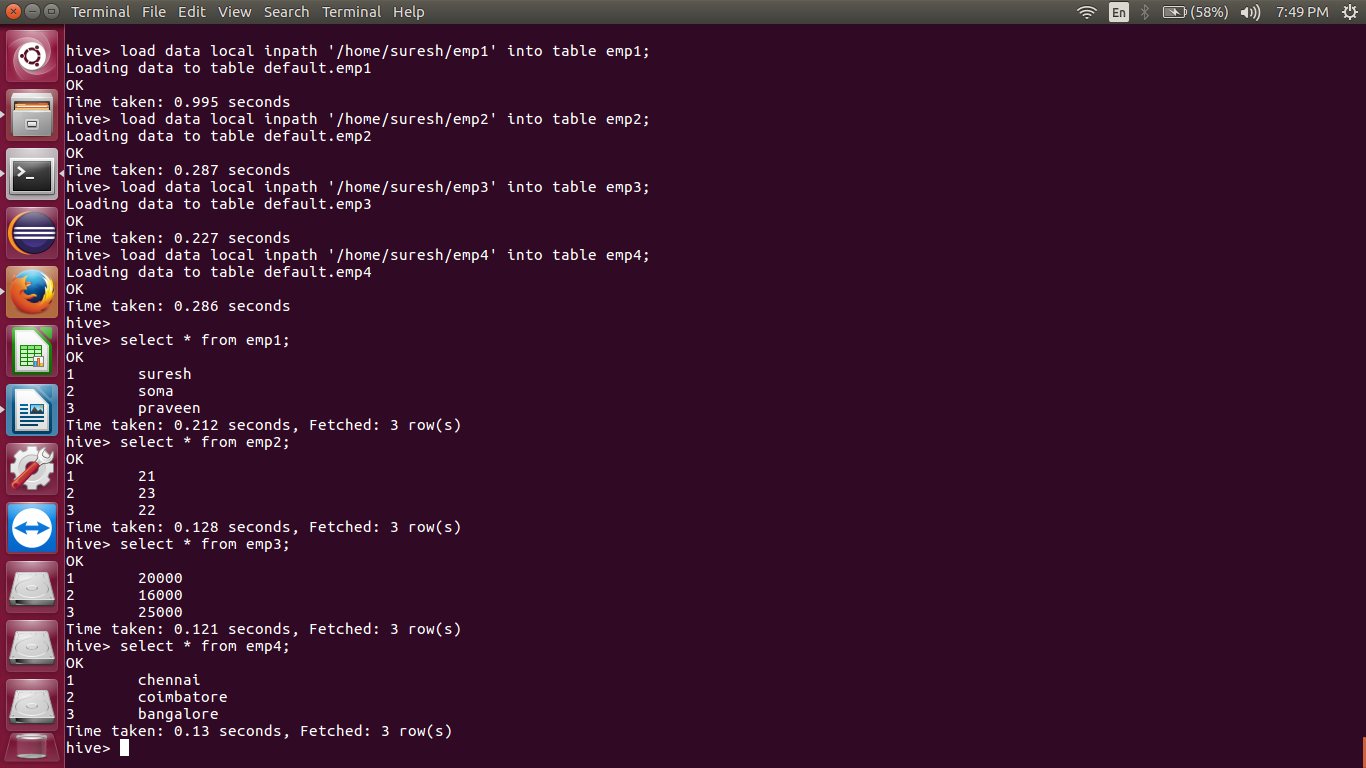 Terminal File Edit View Search Terminal Help En (58%) 7:49 PM
hive> load data local inpath '/home/suresh/emp1' into table emp1;
Loading data to table default.emp1
OK
Time taken: 0.995 seconds
hive> load data local inpath '/home/suresh/emp2' into table emp2;
Loading data to table default.emp2
OK
Time taken: 0.287 seconds
hive> load data local inpath '/home/suresh/emp3' into table emp3;
Loading data to table default.emp3
OK
Time taken: 0.227 seconds
hive> load data local inpath '/home/suresh/emp4' into table emp4;
Loading data to table default.emp4
OK
Time taken: 0.286 seconds
hive>
hive> select * from emp1;
OK
1 suresh
2 soma
3 praveen
Time taken: 0.212 seconds, Fetched: 3 row(s)
hive> select * from emp2;
OK
1 21
2 23
3 22
Time taken: 0.128 seconds, Fetched: 3 row(s)
hive> select * from emp3;
OK
1 20000
2 16000
3 25000
Time taken: 0.121 seconds, Fetched: 3 row(s)
hive> select * from emp4;
OK
1 chennai
2 coimbatore
3 bangalore
Time taken: 0.13 seconds, Fetched: 3 row(s)
hive>